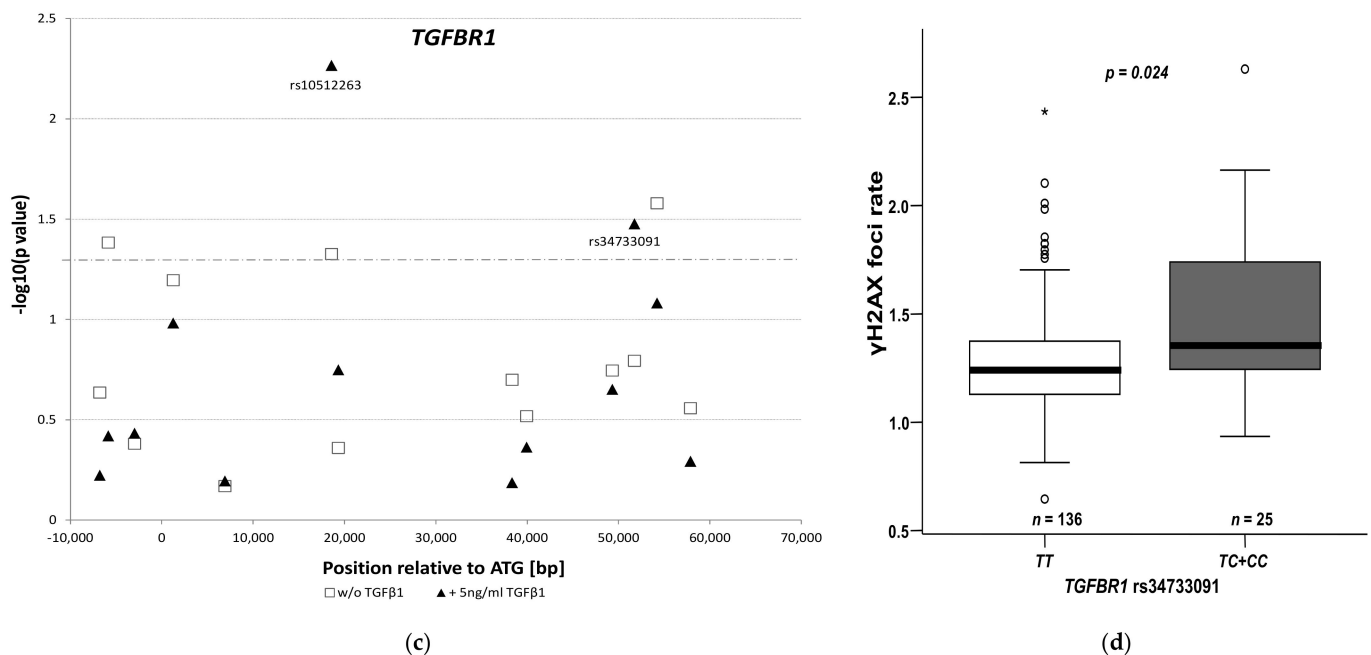 TGFBR1
2.5
2
1.5
1
0.5
0
-log10(p value)
rs10512263
rs34733091
-10,000 0 10,000 20,000 30,000 40,000 50,000 60,000 70,000
Position relative to ATG [bp]
w/o TGFβ1 + 5ng/ml TGFβ1
(c)
p = 0.024
*
2.5
2.0
1.5
1.0
0.5
γH2AX foci rate
n = 136 n = 25
TT TC+CC
TGFBR1 rs34733091
(d)